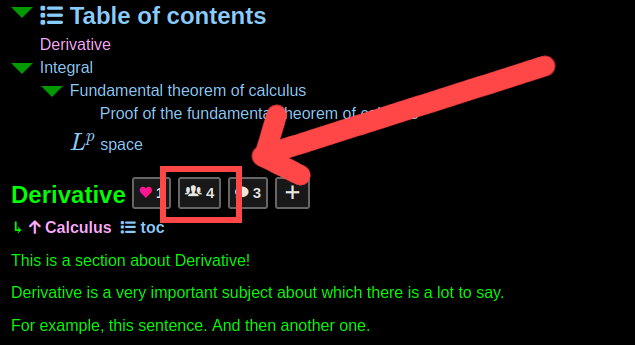 Table of contents
Derivative
Integral
Fundamental theorem of calculus
Proof of the fundamental theorem of
L^p space
Derivative 1 4 3 +
Calculus toc
This is a section about Derivative!
Derivative is a very important subject about which there is a lot to say.
For example, this sentence. And then another one.